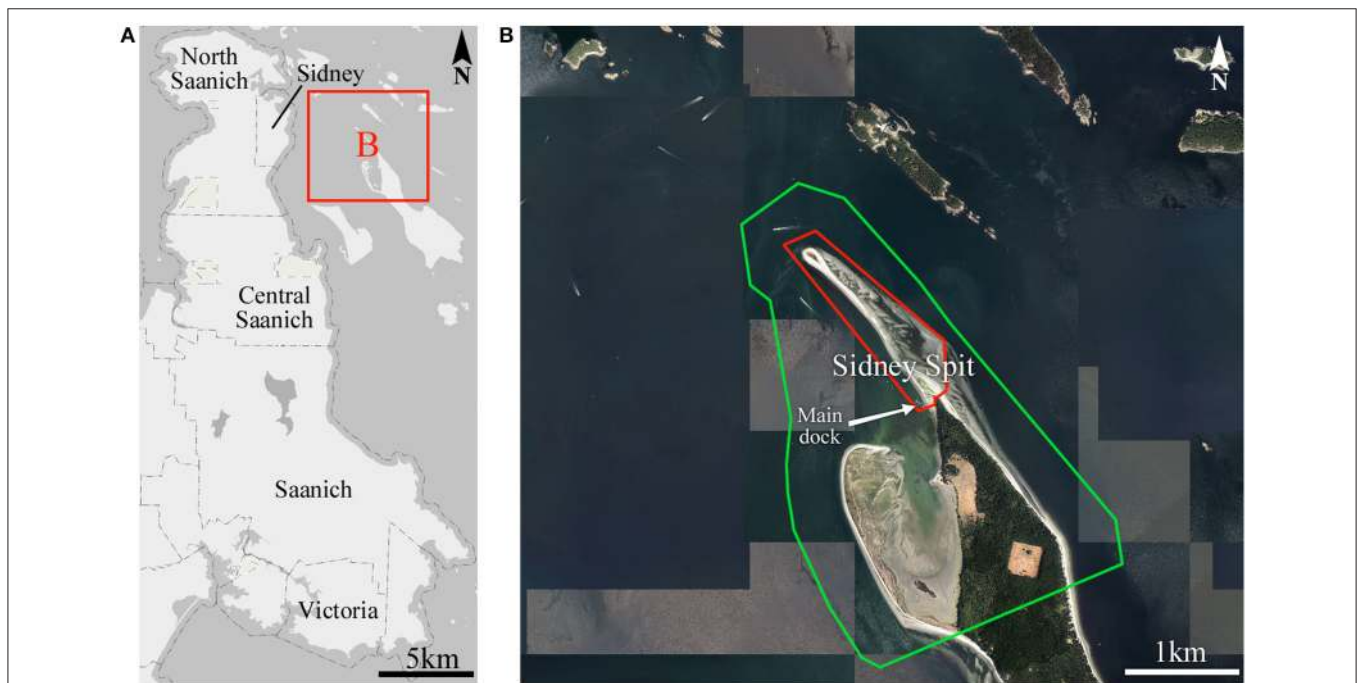 A
North
Saanich
Sidney
N
B
Central
Saanich
Saanich
Victoria
5km
B
N
Sidney Spit
Main
dock
1km